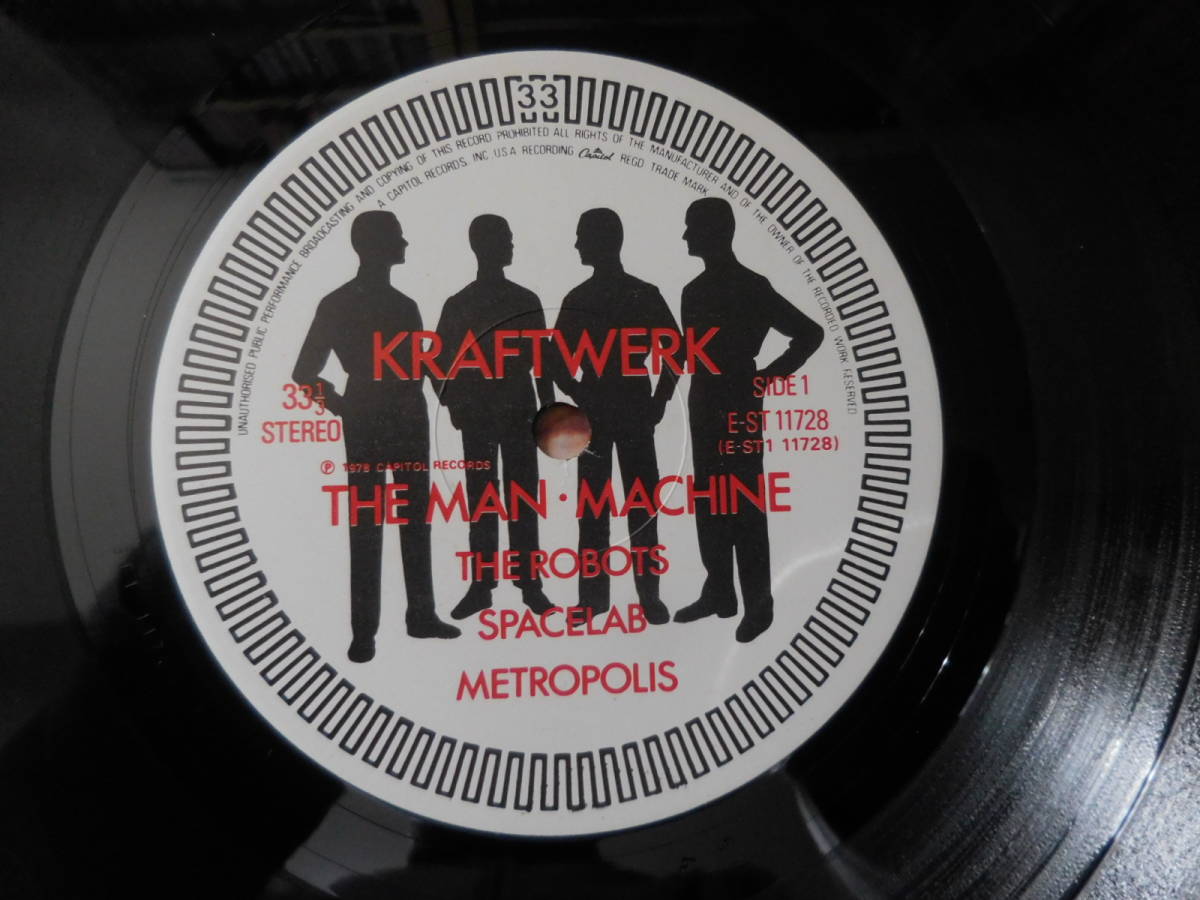 33
UNAUTHORISED PUBLIC PERFORMANCE BROADCASTING AND COPYING OF THIS RECORD PROHIBITED ALL RIGHTS OF THE MANUFACTURER AND OF THE OWNER OF THE RECORDED WORK RESERVED
A CAPITOL RECORDS, INC. U.S.A. RECORDING Capitol REGD. TRADE MARK
KRAFTWERK
33 1/3
STEREO
SIDE 1
E-ST 11728
(E-ST1 11728)
℗ 1978 CAPITOL RECORDS
THE MAN · MACHINE
THE ROBOTS
SPACELAB
METROPOLIS